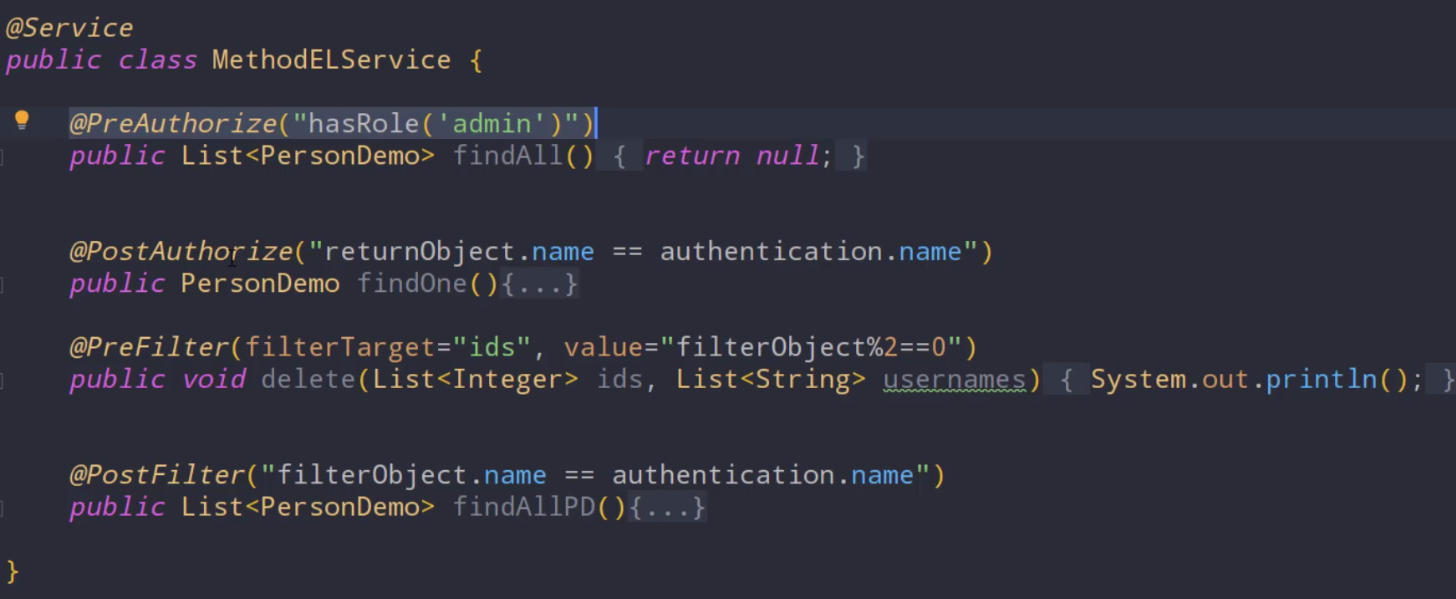 @Service
public class MethodELService {
@PreAuthorize("hasRole('admin')")
public List<PersonDemo> findAll() { return null; }
@PostAuthorize("returnObject.name == authentication.name")
public PersonDemo findOne(){...}
@PreFilter(filterTarget="ids", value="filterObject%2==0")
public void delete(List<Integer> ids, List<String> usernames) { System.out.println(); }
@PostFilter("filterObject.name == authentication.name")
public List<PersonDemo> findAllPD(){...}
}